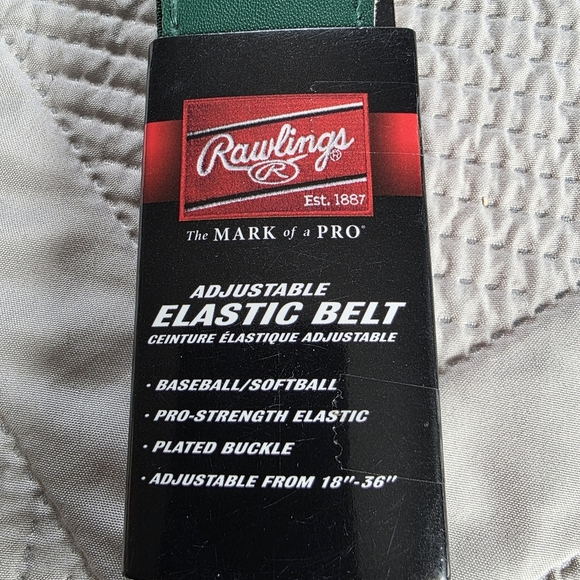 Rawlings®
R
Est. 1887
The MARK of a PRO®
ADJUSTABLE
ELASTIC BELT
CEINTURE ÉLASTIQUE ADJUSTABLE
· BASEBALL/SOFTBALL
· PRO-STRENGTH ELASTIC
· PLATED BUCKLE
· ADJUSTABLE FROM 18"-36"